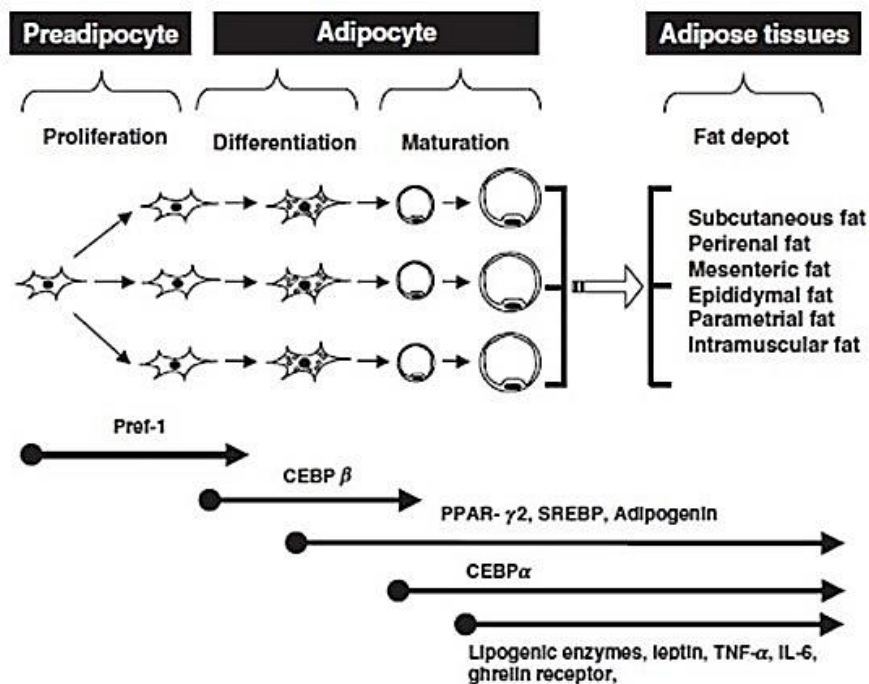 Preadipocyte
Adipocyte
Adipose tissues
Proliferation
Differentiation
Maturation
Fat depot
Subcutaneous fat
Perirenal fat
Mesenteric fat
Epididymal fat
Parametrial fat
Intramuscular fat
Pref-1
CEBP β
PPAR- γ2, SREBP, Adipogenin
CEBPα
Lipogenic enzymes, leptin, TNF-α, IL-6,
ghrelin receptor,